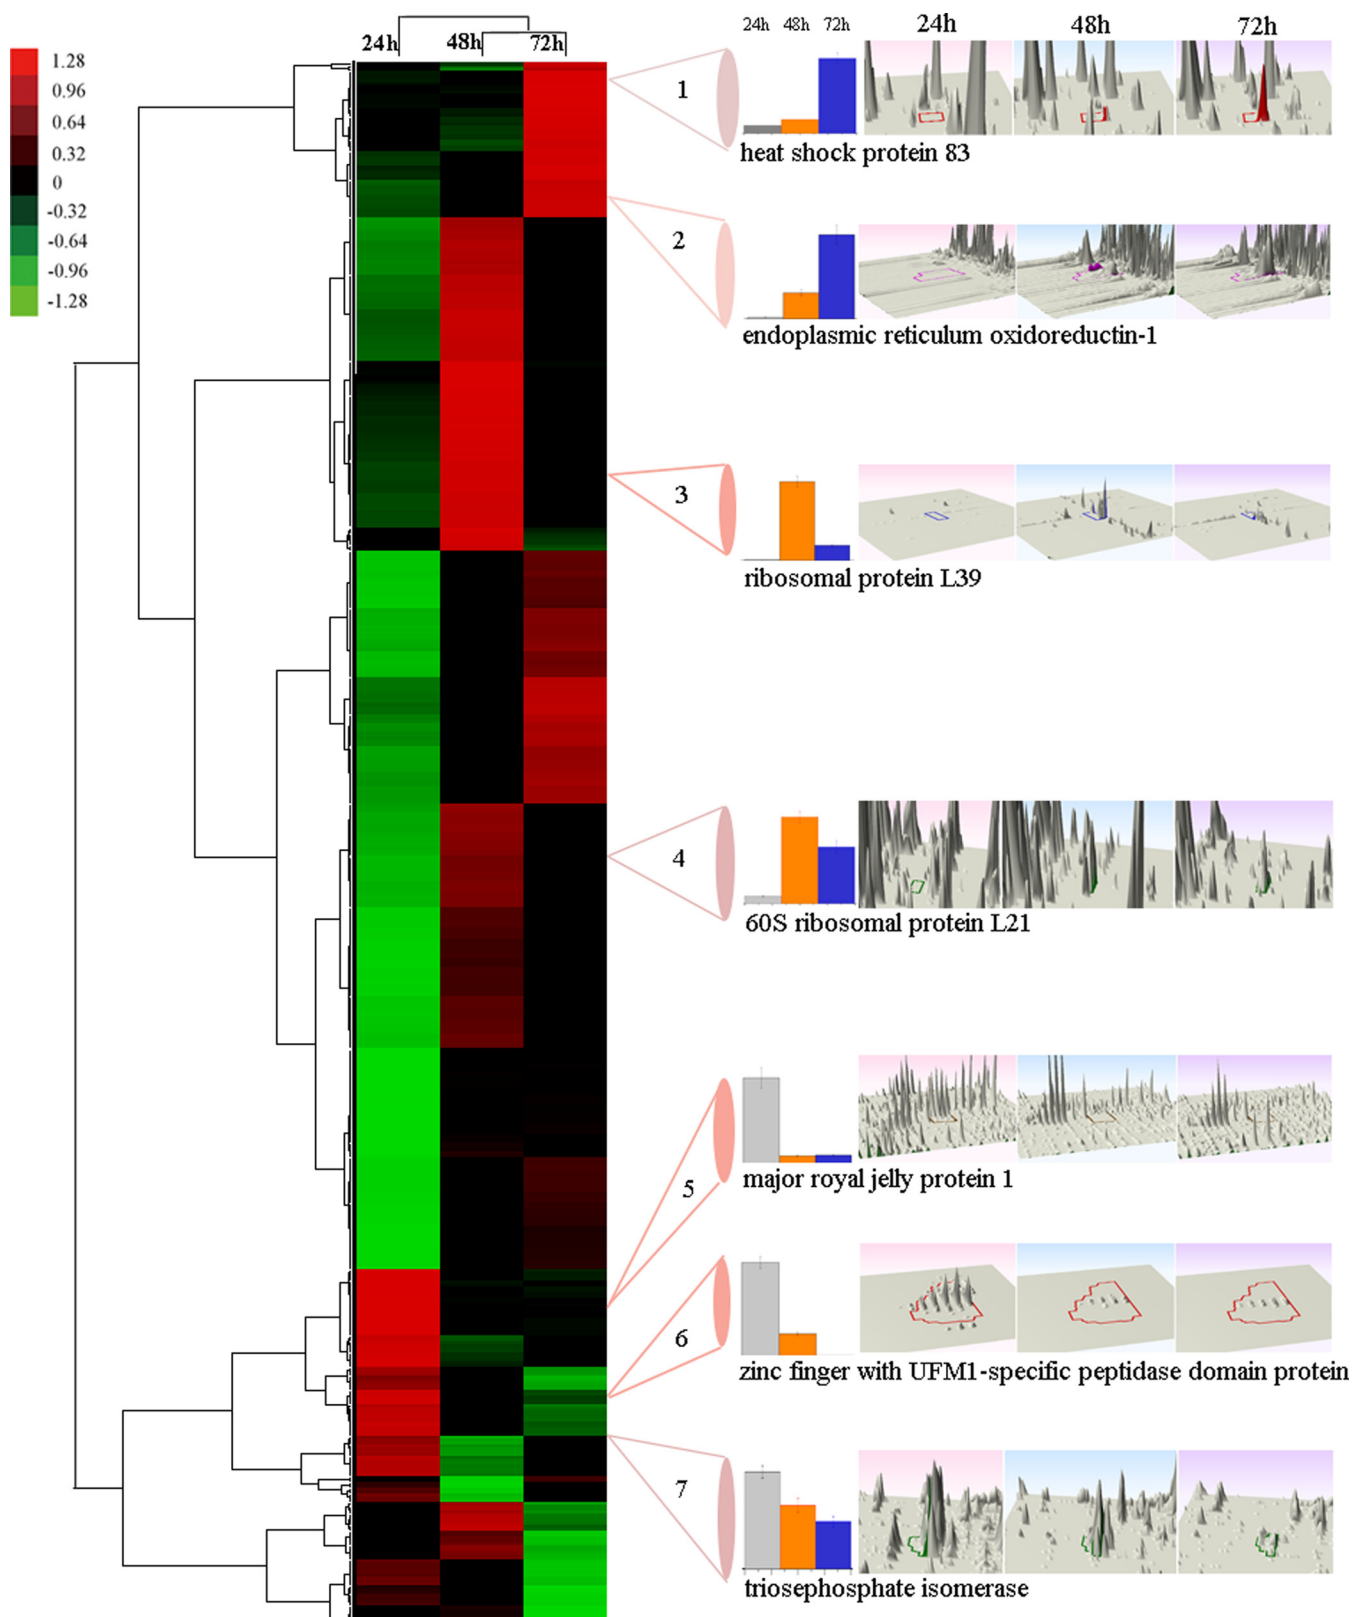 24h 48h 72h
1.28
0.96
0.64
0.32
0
-0.32
-0.64
-0.96
-1.28
24h 48h 72h
24h 48h 72h
1
heat shock protein 83
2
endoplasmic reticulum oxidoreductin-1
3
ribosomal protein L39
4
60S ribosomal protein L21
5
major royal jelly protein 1
6
zinc finger with UFM1-specific peptidase domain protein
7
triosephosphate isomerase